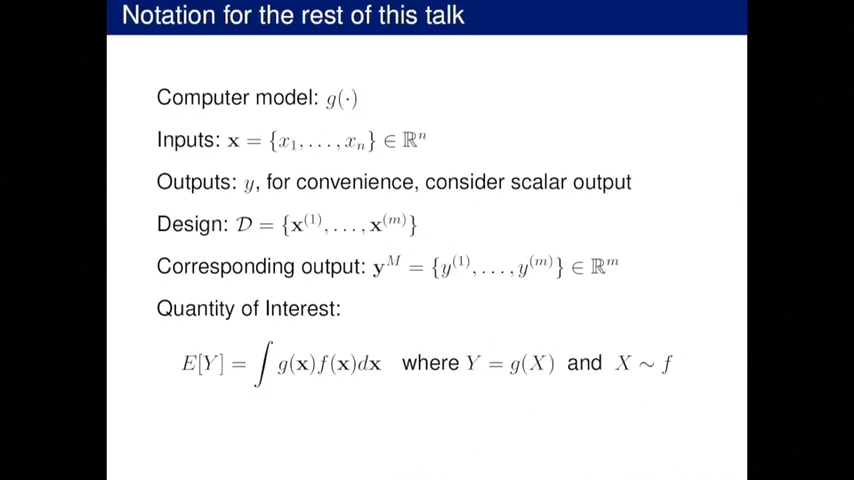 Notation for the rest of this talk
Computer model: g(·)
Inputs: x = {x₁, . . . , xₙ} ∈ ℝⁿ
Outputs: y, for convenience, consider scalar output
Design: 𝒟 = {x⁽¹⁾, . . . , x⁽ᵐ⁾}
Corresponding output: yᴹ = {y⁽¹⁾, . . . , y⁽ᵐ⁾} ∈ ℝᵐ
Quantity of Interest:
E[Y] = ∫ g(x)f(x)dx where Y = g(X) and X ∼ f